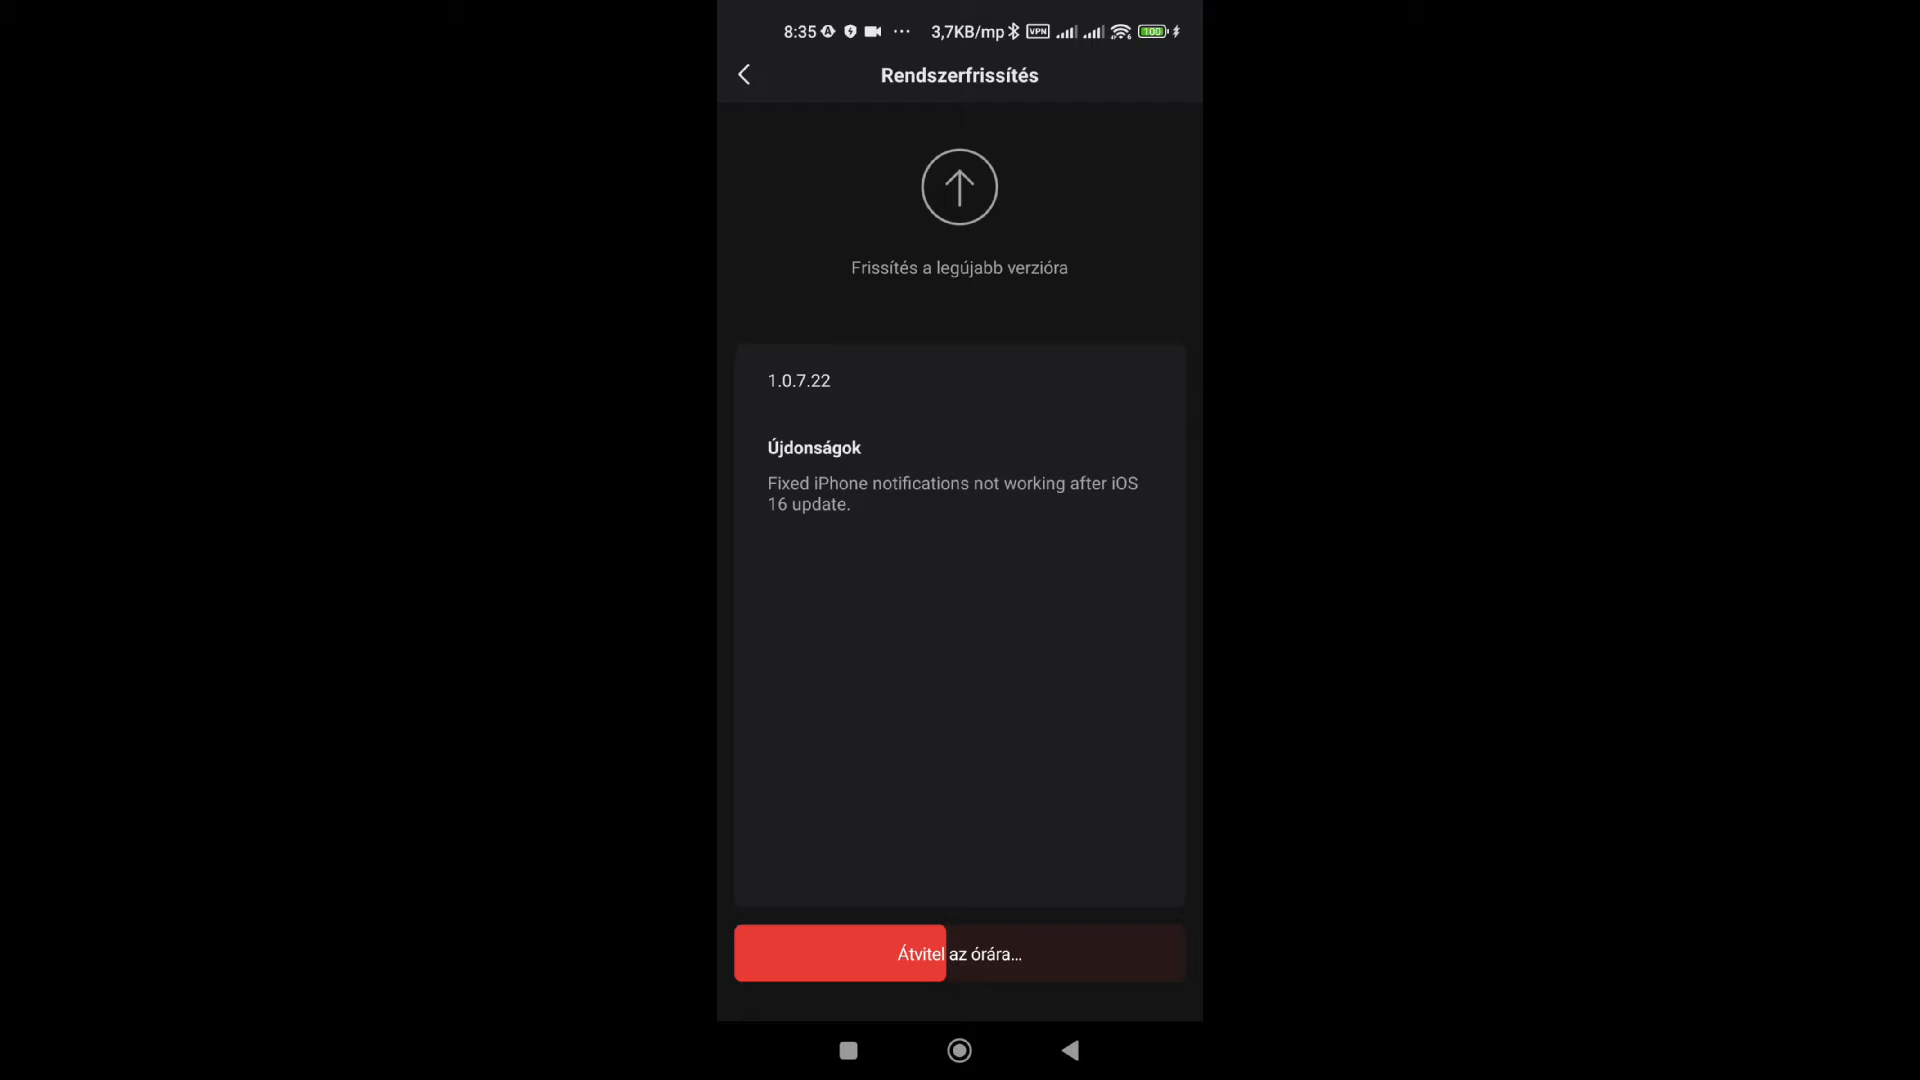 8:35 ... 3,7KB/mp VPN 100
Rendszerfrissítés
Frissítés a legújabb verzióra
1.0.7.22
Újdonságok
Fixed iPhone notifications not working after iOS
16 update.
Átvitel az órára...